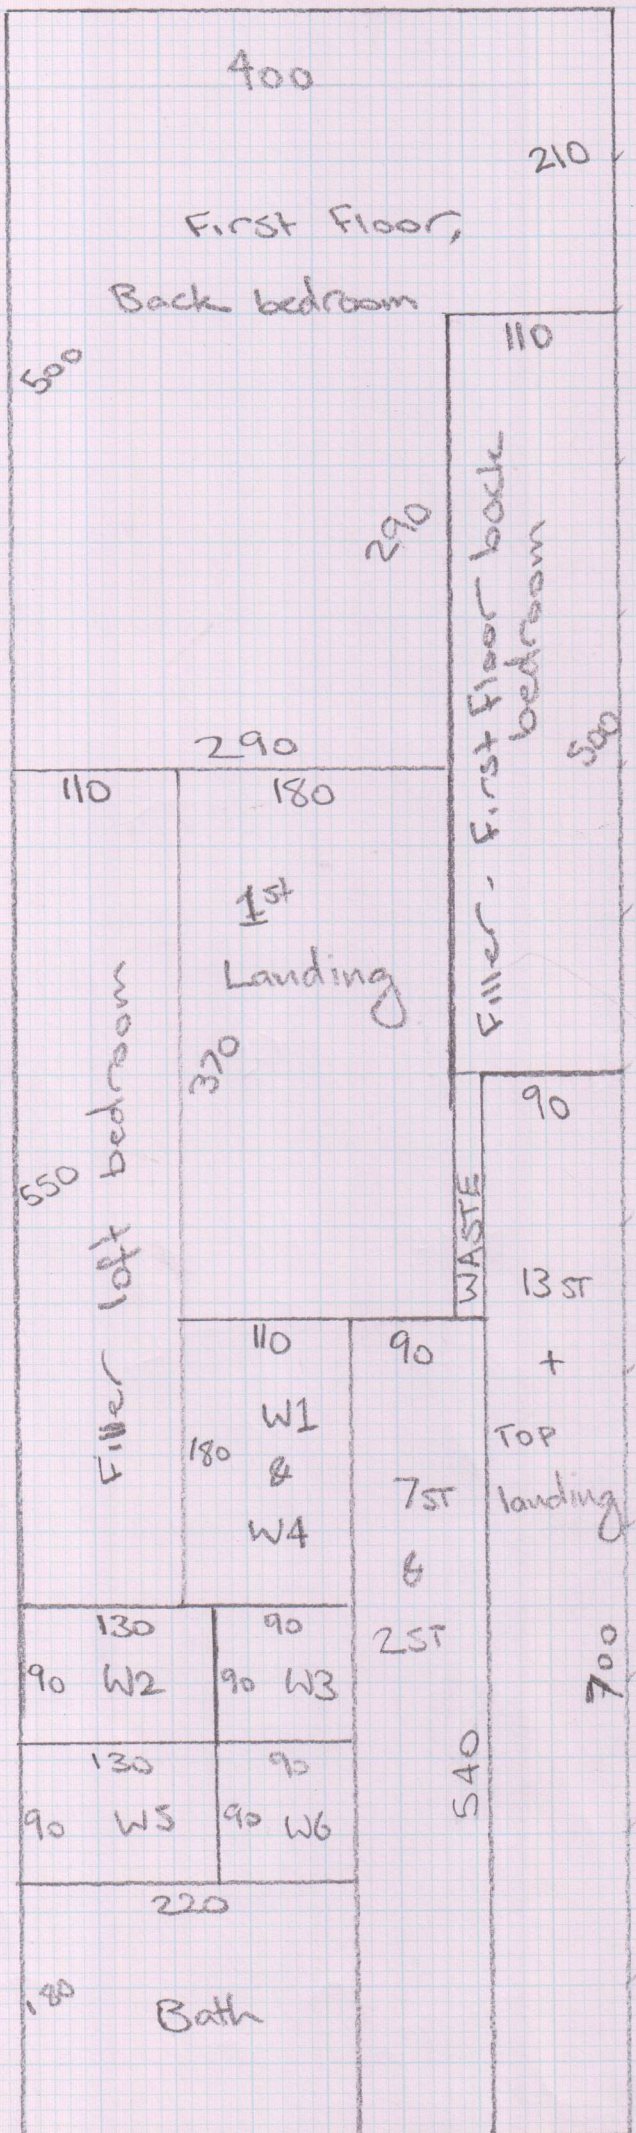 400
210
First Floor,
Back bedroom
500
110
290
Filler - First Floor back
bedroom
500
290
110
180
1st
Landing
370
Filler loft bedroom
550
WASTE
90
13 ST
+
TOP
landing
700
110
W1
&
W4
180
90
7ST
&
2ST
540
130
90 W2
90
90 W3
130
90 W5
90
90 W6
220
180
Bath